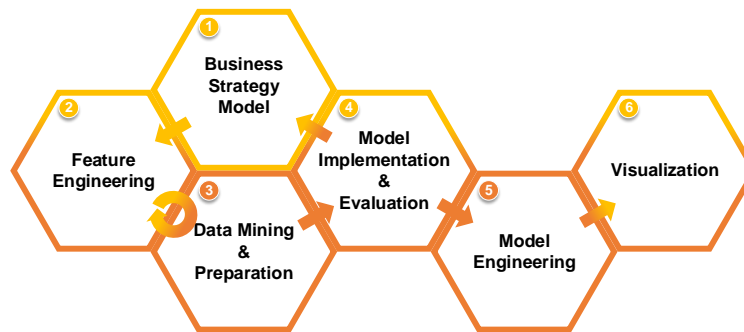 1
Business
Strategy
Model
2
Feature
Engineering
3
Data Mining
&
Preparation
4
Model
Implementation
&
Evaluation
5
Model
Engineering
6
Visualization